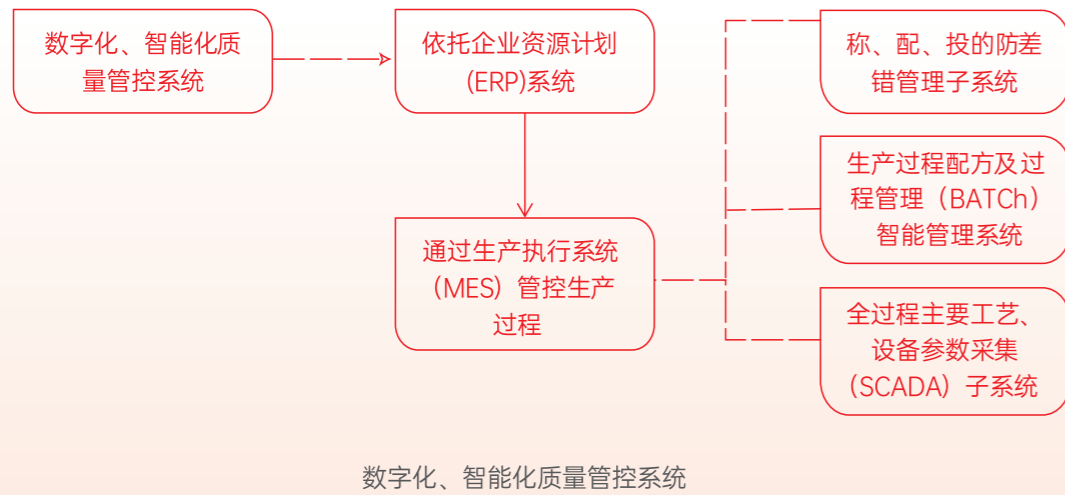 数字化、智能化质
量管控系统
依托企业资源计划
(ERP)系统
通过生产执行系统
（MES）管控生产
过程
称、配、投的防差
错管理子系统
生产过程配方及过
程管理（BATCh）
智能管理系统
全过程主要工艺、
设备参数采集
（SCADA）子系统
数字化、智能化质量管控系统